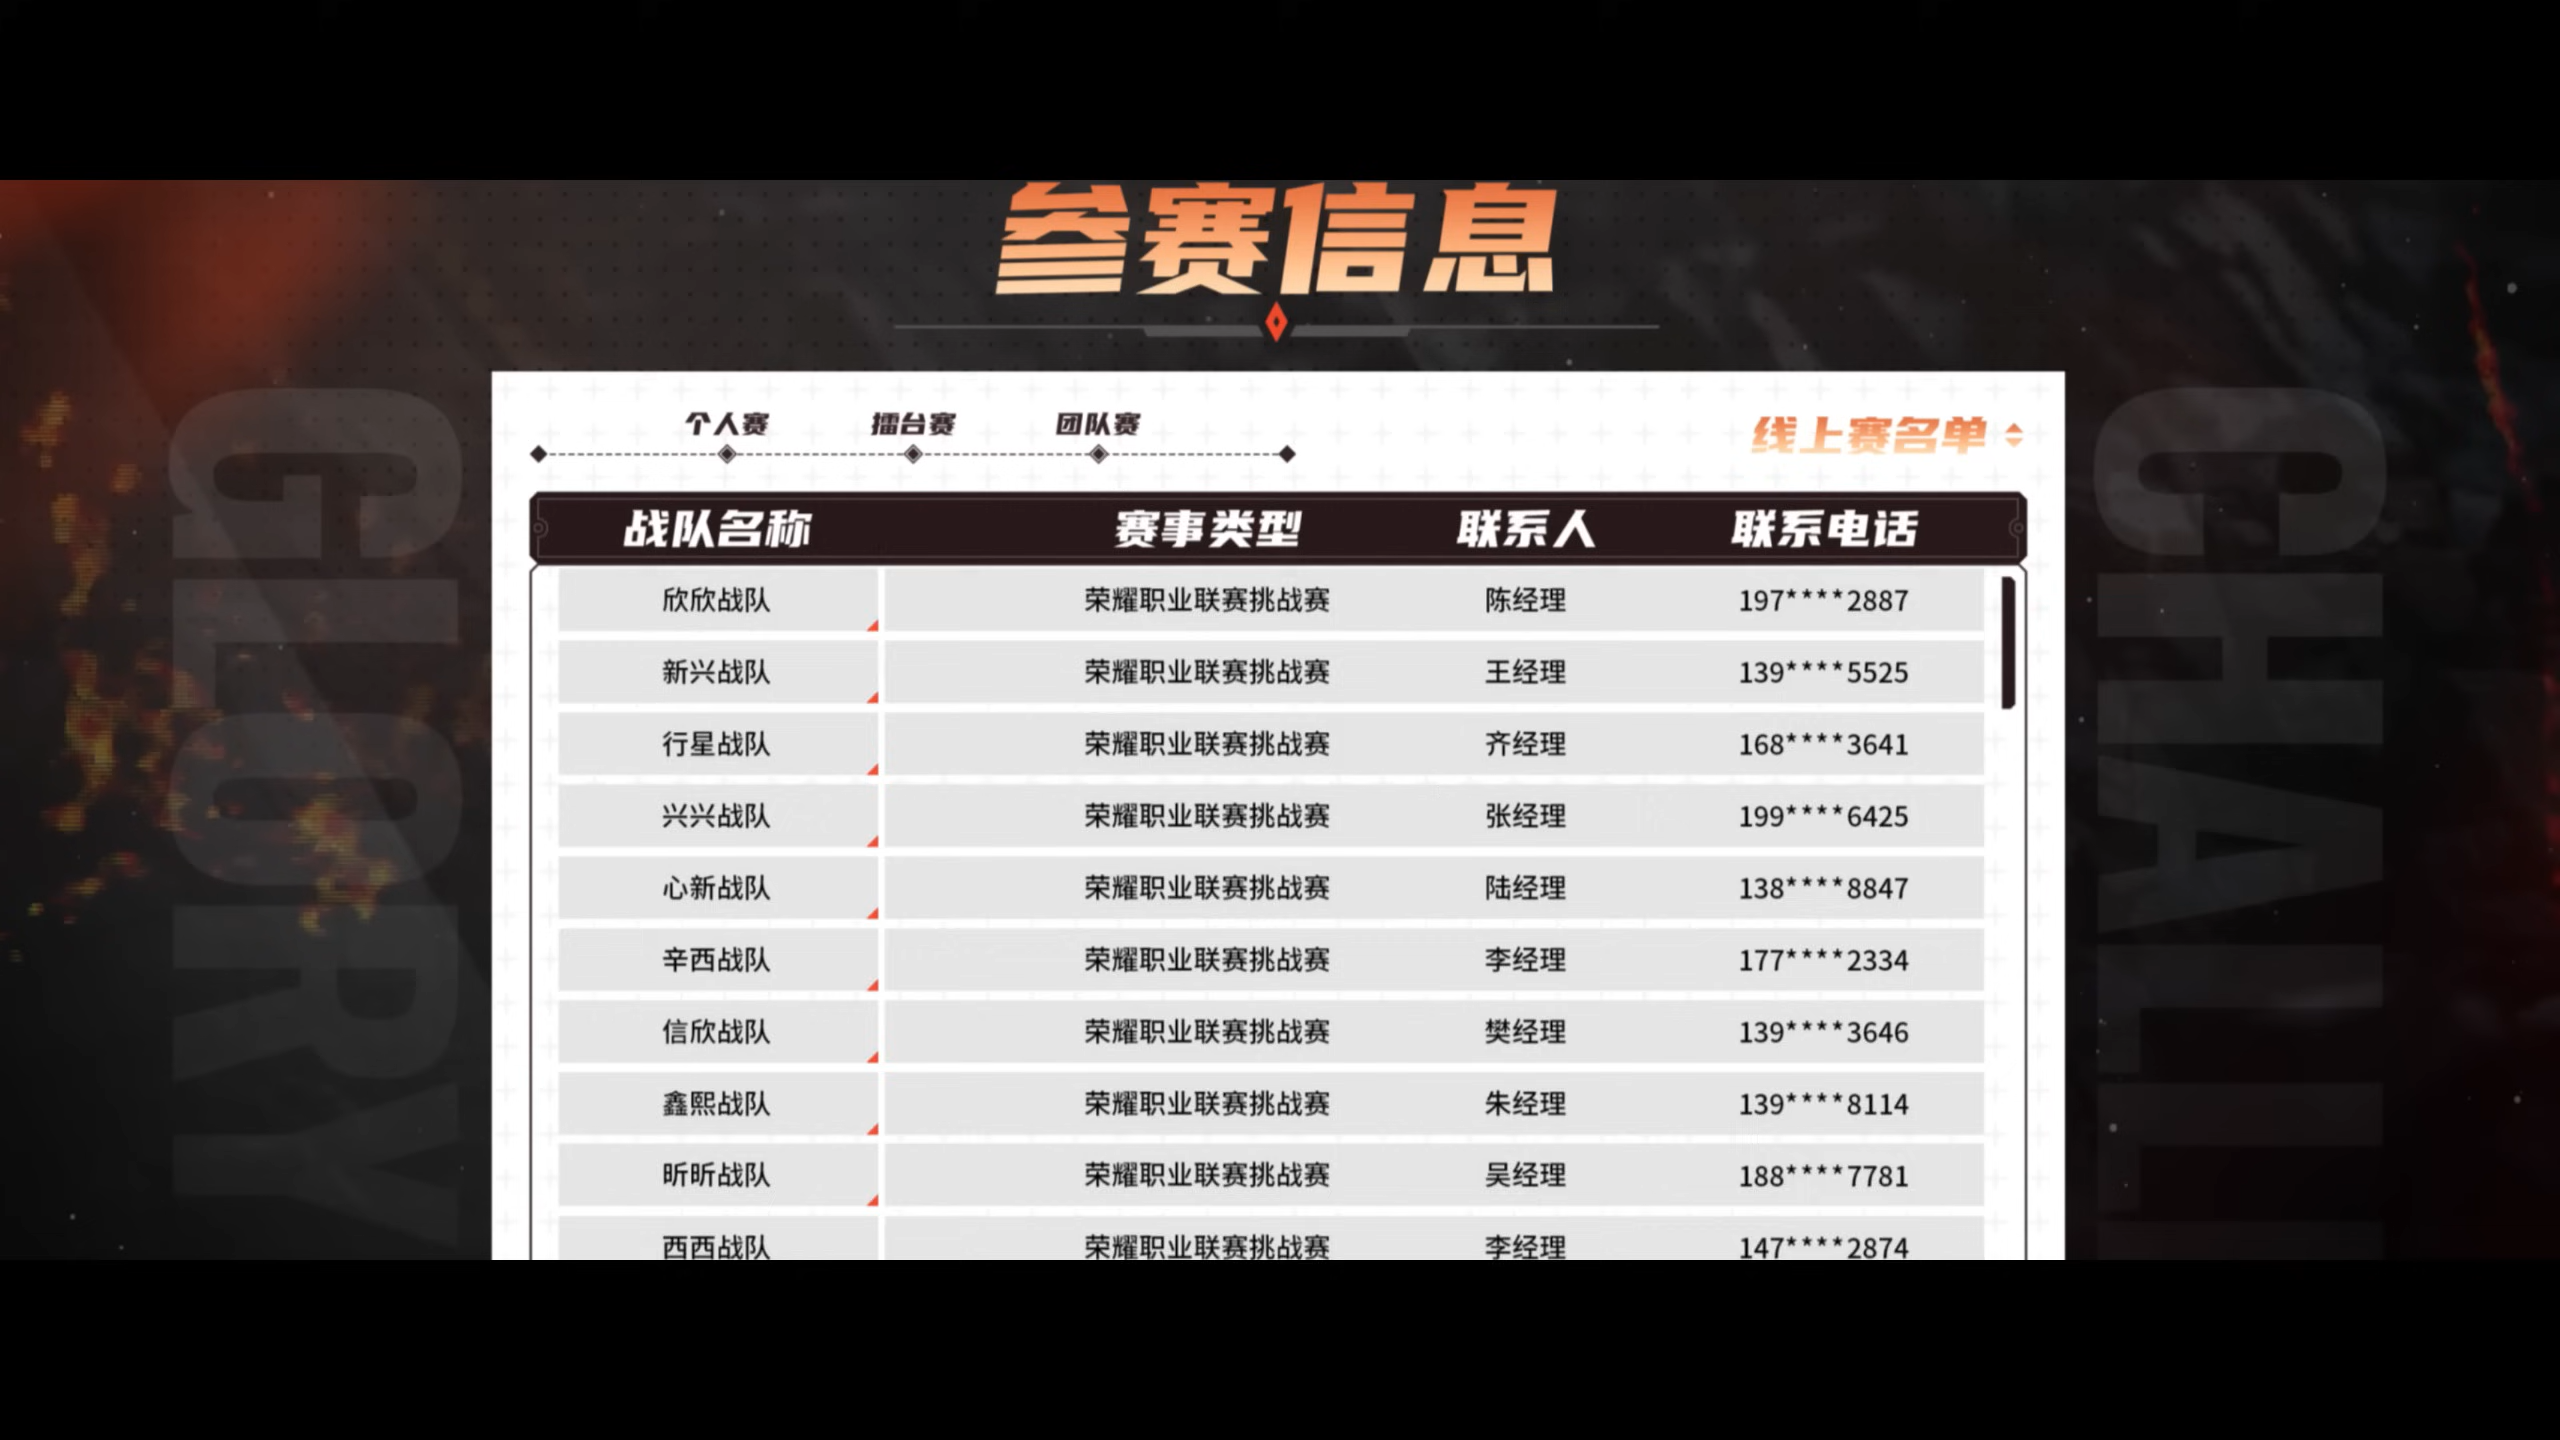 参赛信息
个人赛 擂台赛 团队赛
线上赛名单
战队名称 赛事类型 联系人 联系电话
欣欣战队 荣耀职业联赛挑战赛 陈经理 197****2887
新兴战队 荣耀职业联赛挑战赛 王经理 139****5525
行星战队 荣耀职业联赛挑战赛 齐经理 168****3641
兴兴战队 荣耀职业联赛挑战赛 张经理 199****6425
心新战队 荣耀职业联赛挑战赛 陆经理 138****8847
辛西战队 荣耀职业联赛挑战赛 李经理 177****2334
信欣战队 荣耀职业联赛挑战赛 樊经理 139****3646
鑫熙战队 荣耀职业联赛挑战赛 朱经理 139****8114
昕昕战队 荣耀职业联赛挑战赛 吴经理 188****7781
西西战队 荣耀职业联赛挑战赛 李经理 147****2874
GLORY
CHALL